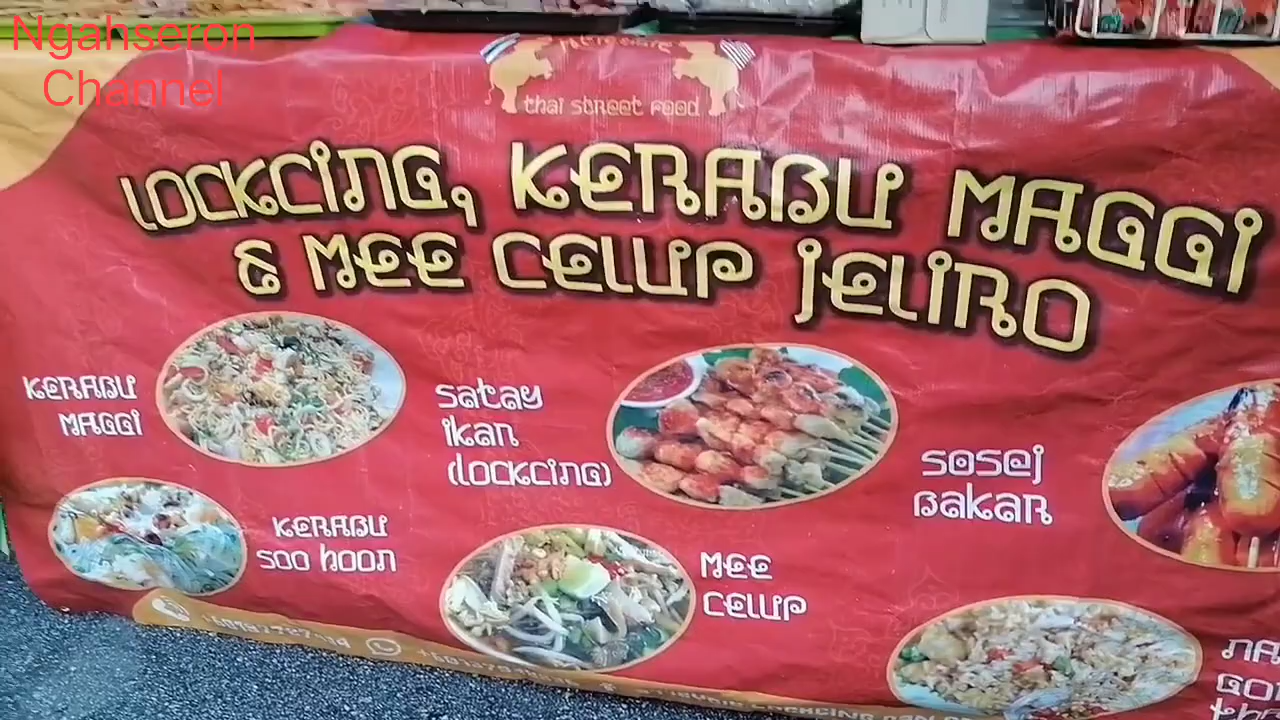 Ngahseron
Channel
thai street food
LOCKCING, KERABU MAGGI
& MEE CELUP JELIRO
KERABU
MAGGI
satay
ikan
(LOCKCING)
sosej
Bakar
KERABU
SOO hOON
MEE
CELUP